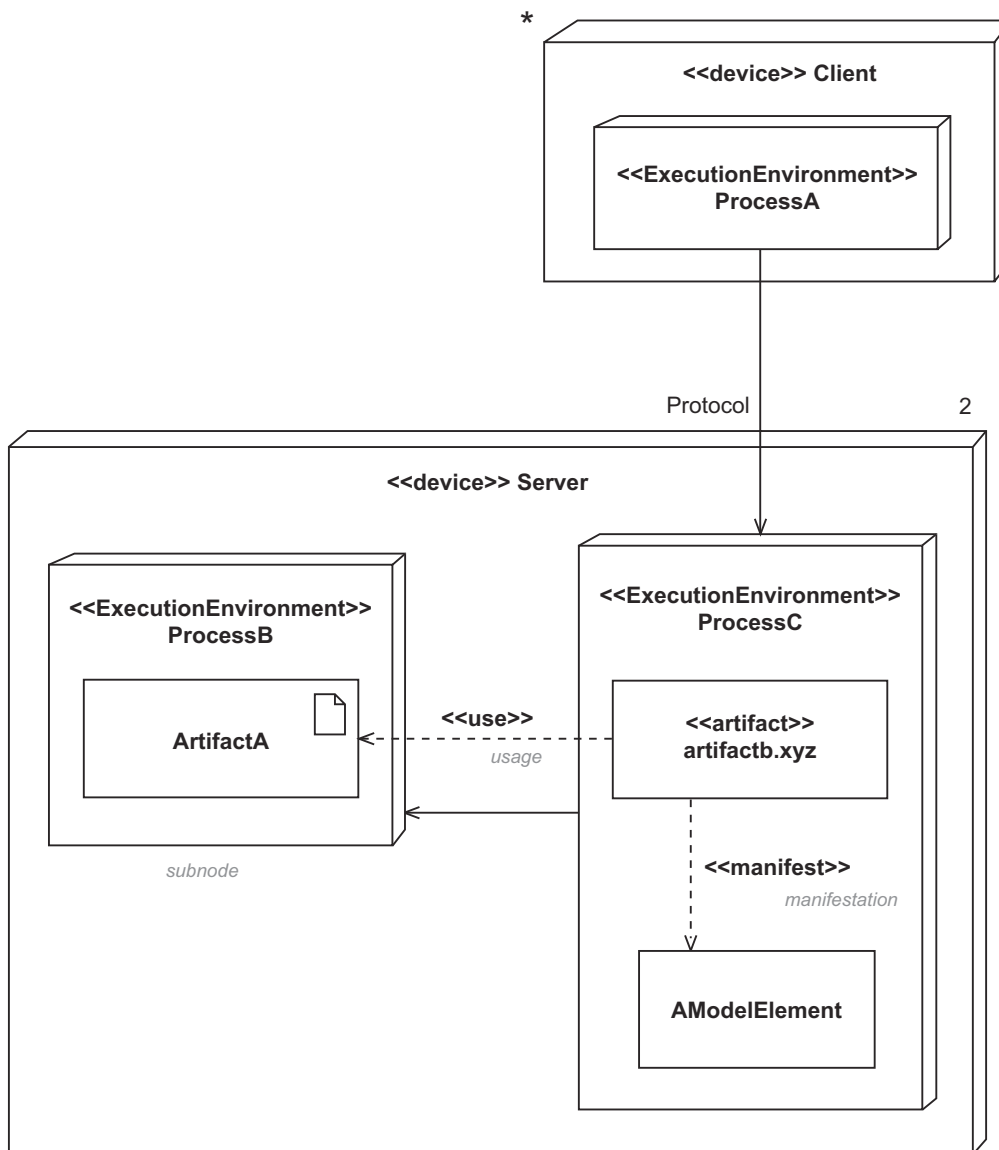 *
<<device>> Client
<<ExecutionEnvironment>>
ProcessA
Protocol
2
<<device>> Server
<<ExecutionEnvironment>>
ProcessB
ArtifactA
<<use>>
usage
subnode
<<ExecutionEnvironment>>
ProcessC
<<artifact>>
artifactb.xyz
<<manifest>>
manifestation
AModelElement